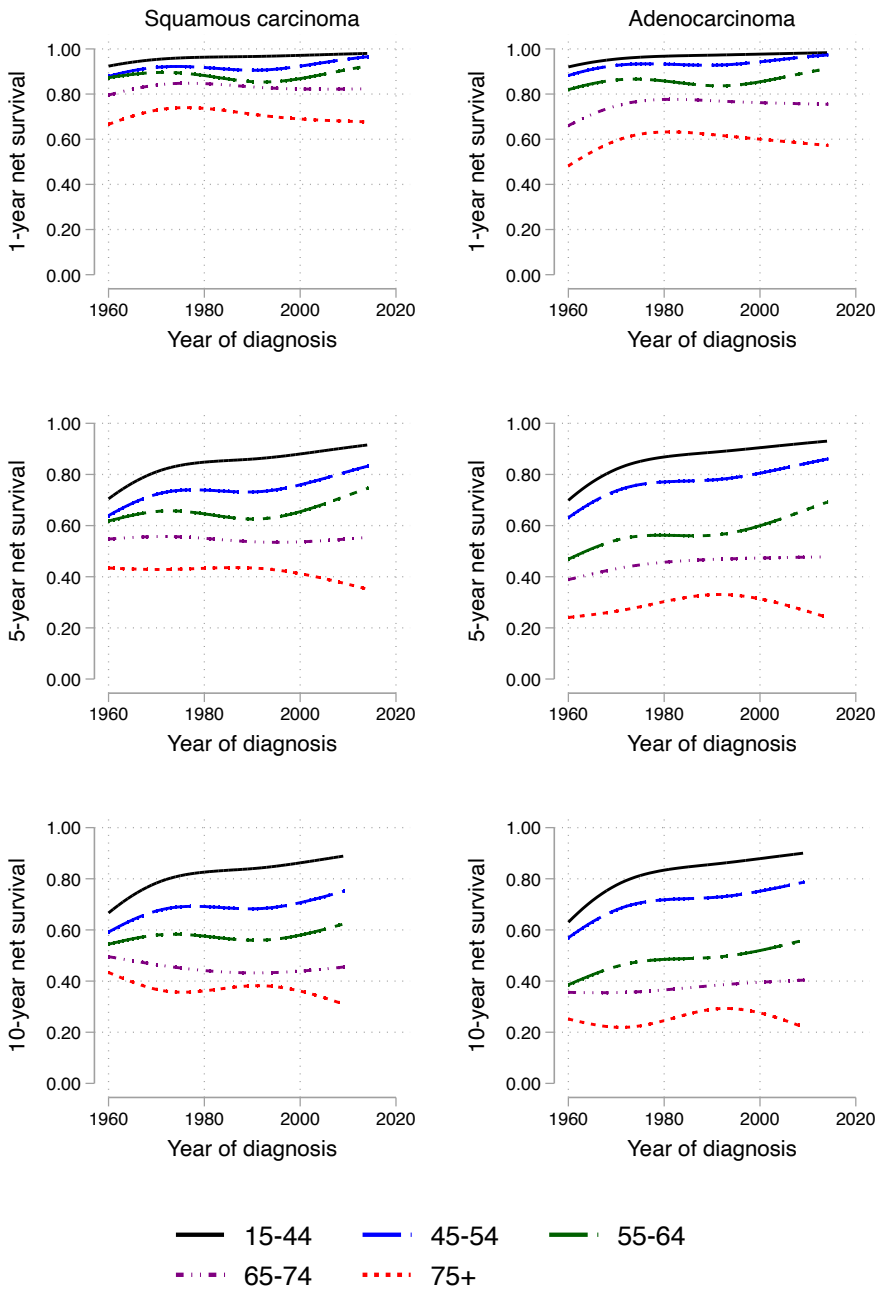 Squamous carcinoma
Adenocarcinoma
1-year net survival
1.00
0.80
0.60
0.40
0.20
0.00
1960 1980 2000 2020
Year of diagnosis
1-year net survival
1.00
0.80
0.60
0.40
0.20
0.00
1960 1980 2000 2020
Year of diagnosis
5-year net survival
1.00
0.80
0.60
0.40
0.20
0.00
1960 1980 2000 2020
Year of diagnosis
5-year net survival
1.00
0.80
0.60
0.40
0.20
0.00
1960 1980 2000 2020
Year of diagnosis
10-year net survival
1.00
0.80
0.60
0.40
0.20
0.00
1960 1980 2000 2020
Year of diagnosis
10-year net survival
1.00
0.80
0.60
0.40
0.20
0.00
1960 1980 2000 2020
Year of diagnosis
15-44 45-54 55-64
65-74 75+